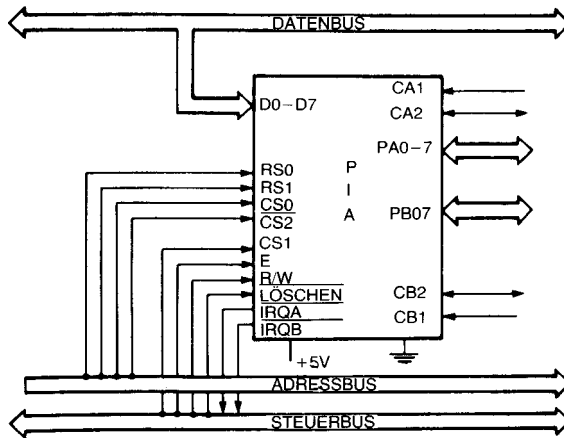 DATENBUS
D0–D7
CA1
CA2
PA0-7
P
I
A
PB07
RS0
RS1
CS0
CS2
CS1
E
R/W
LÖSCHEN
IRQA
IRQB
CB2
CB1
+5V
ADRESSBUS
STEUERBUS